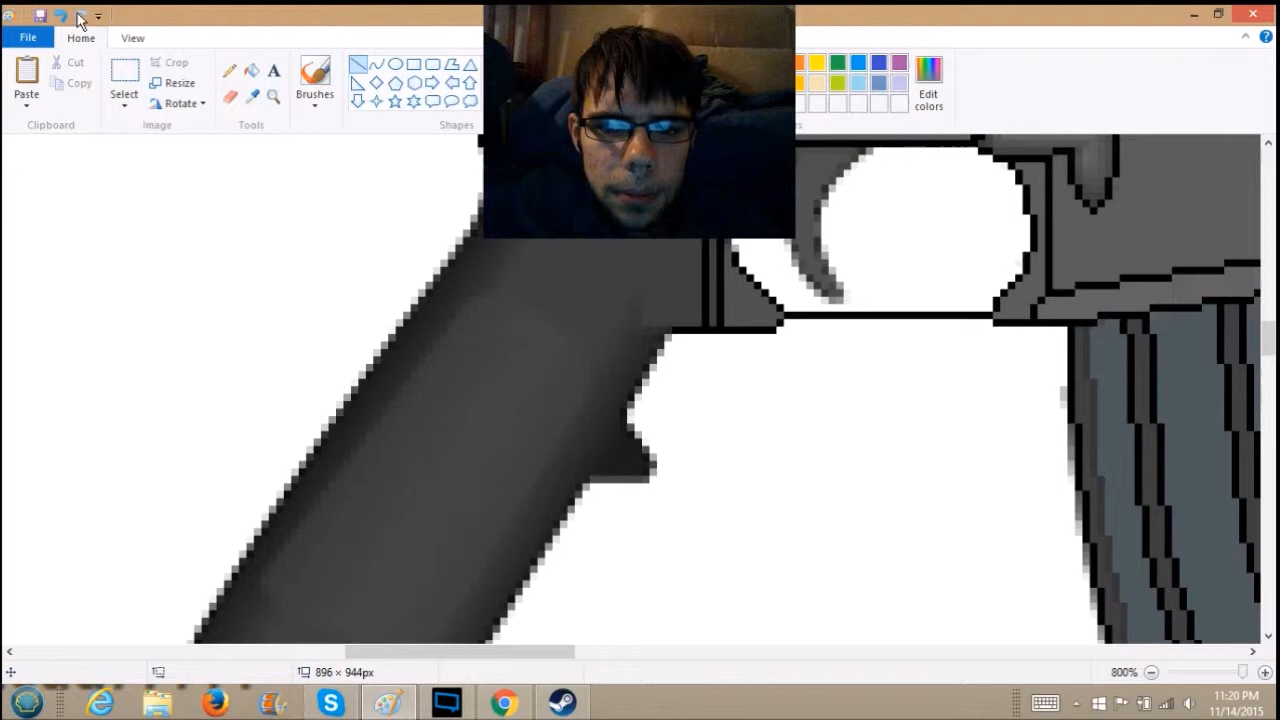 File Home View
Cut
Copy
Paste
Clipboard
Select
Crop
Resize
Rotate
Image
A
Tools
Brushes
Shapes
Edit
colors
896 × 944px
800%
11:20 PM
11/14/2015